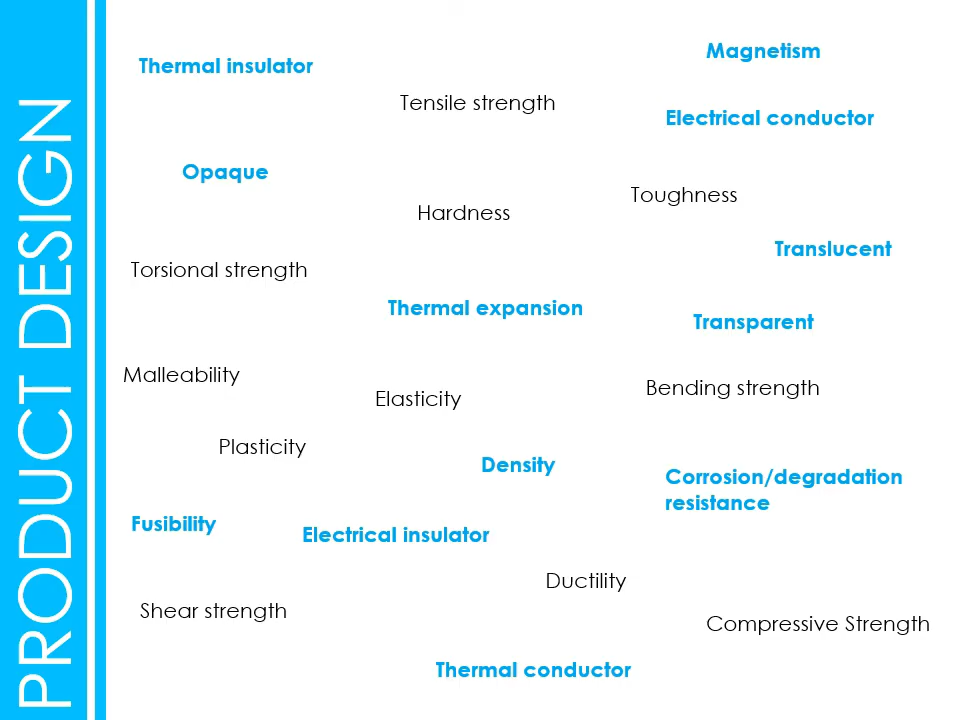 PRODUCT DESIGN
Magnetism
Thermal insulator
Tensile strength
Electrical conductor
Opaque
Toughness
Hardness
Translucent
Torsional strength
Thermal expansion
Transparent
Malleability
Bending strength
Elasticity
Plasticity
Density
Corrosion/degradation
resistance
Fusibility
Electrical insulator
Ductility
Shear strength
Compressive Strength
Thermal conductor